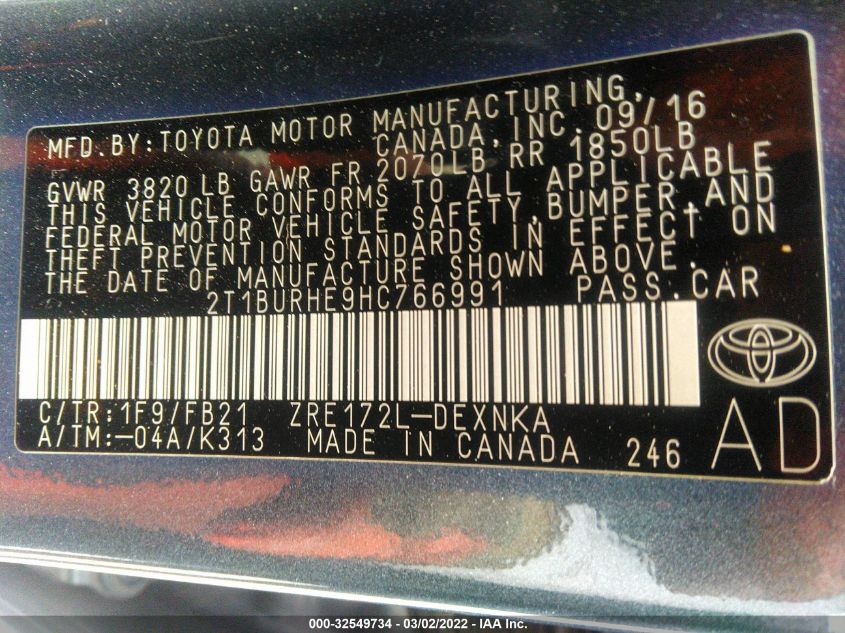 MFD. BY: TOYOTA MOTOR MANUFACTURING,
CANADA, INC. 09/16
GVWR 3820 LB GAWR FR 2070LB RR 1850LB
THIS VEHICLE CONFORMS TO ALL APPLICABLE
FEDERAL MOTOR VEHICLE SAFETY, BUMPER, AND
THEFT PREVENTION STANDARDS IN EFFECT ON
THE DATE OF MANUFACTURE SHOWN ABOVE.
2T1BURHE9HC766991 PASS. CAR
C/TR: 1F9/FB21 ZRE172L-DEXNKA
A/TM: -04A/K313 MADE IN CANADA 246
AD
000-32549734 - 03/02/2022 - IAA Inc.